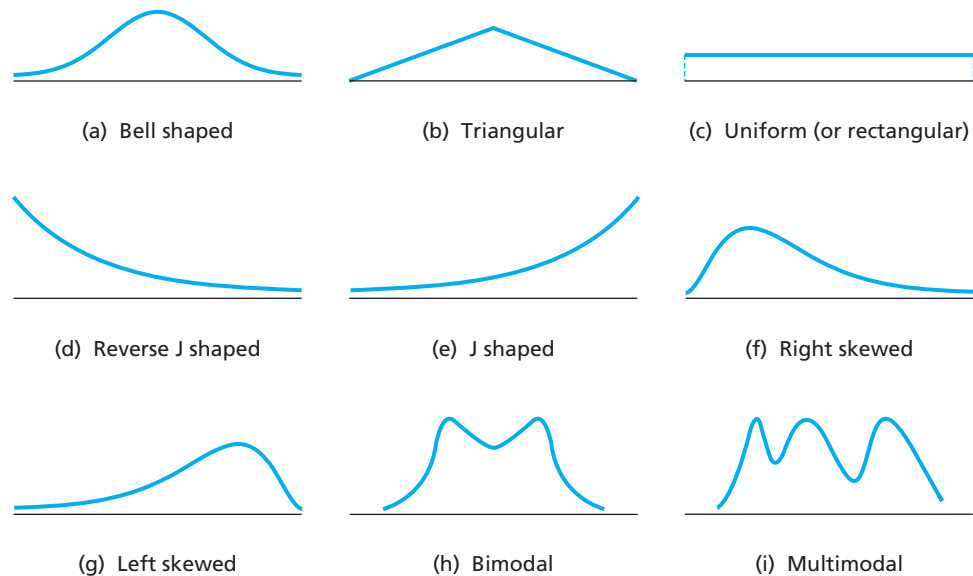 (a) Bell shaped
(b) Triangular
(c) Uniform (or rectangular)
(d) Reverse J shaped
(e) J shaped
(f) Right skewed
(g) Left skewed
(h) Bimodal
(i) Multimodal